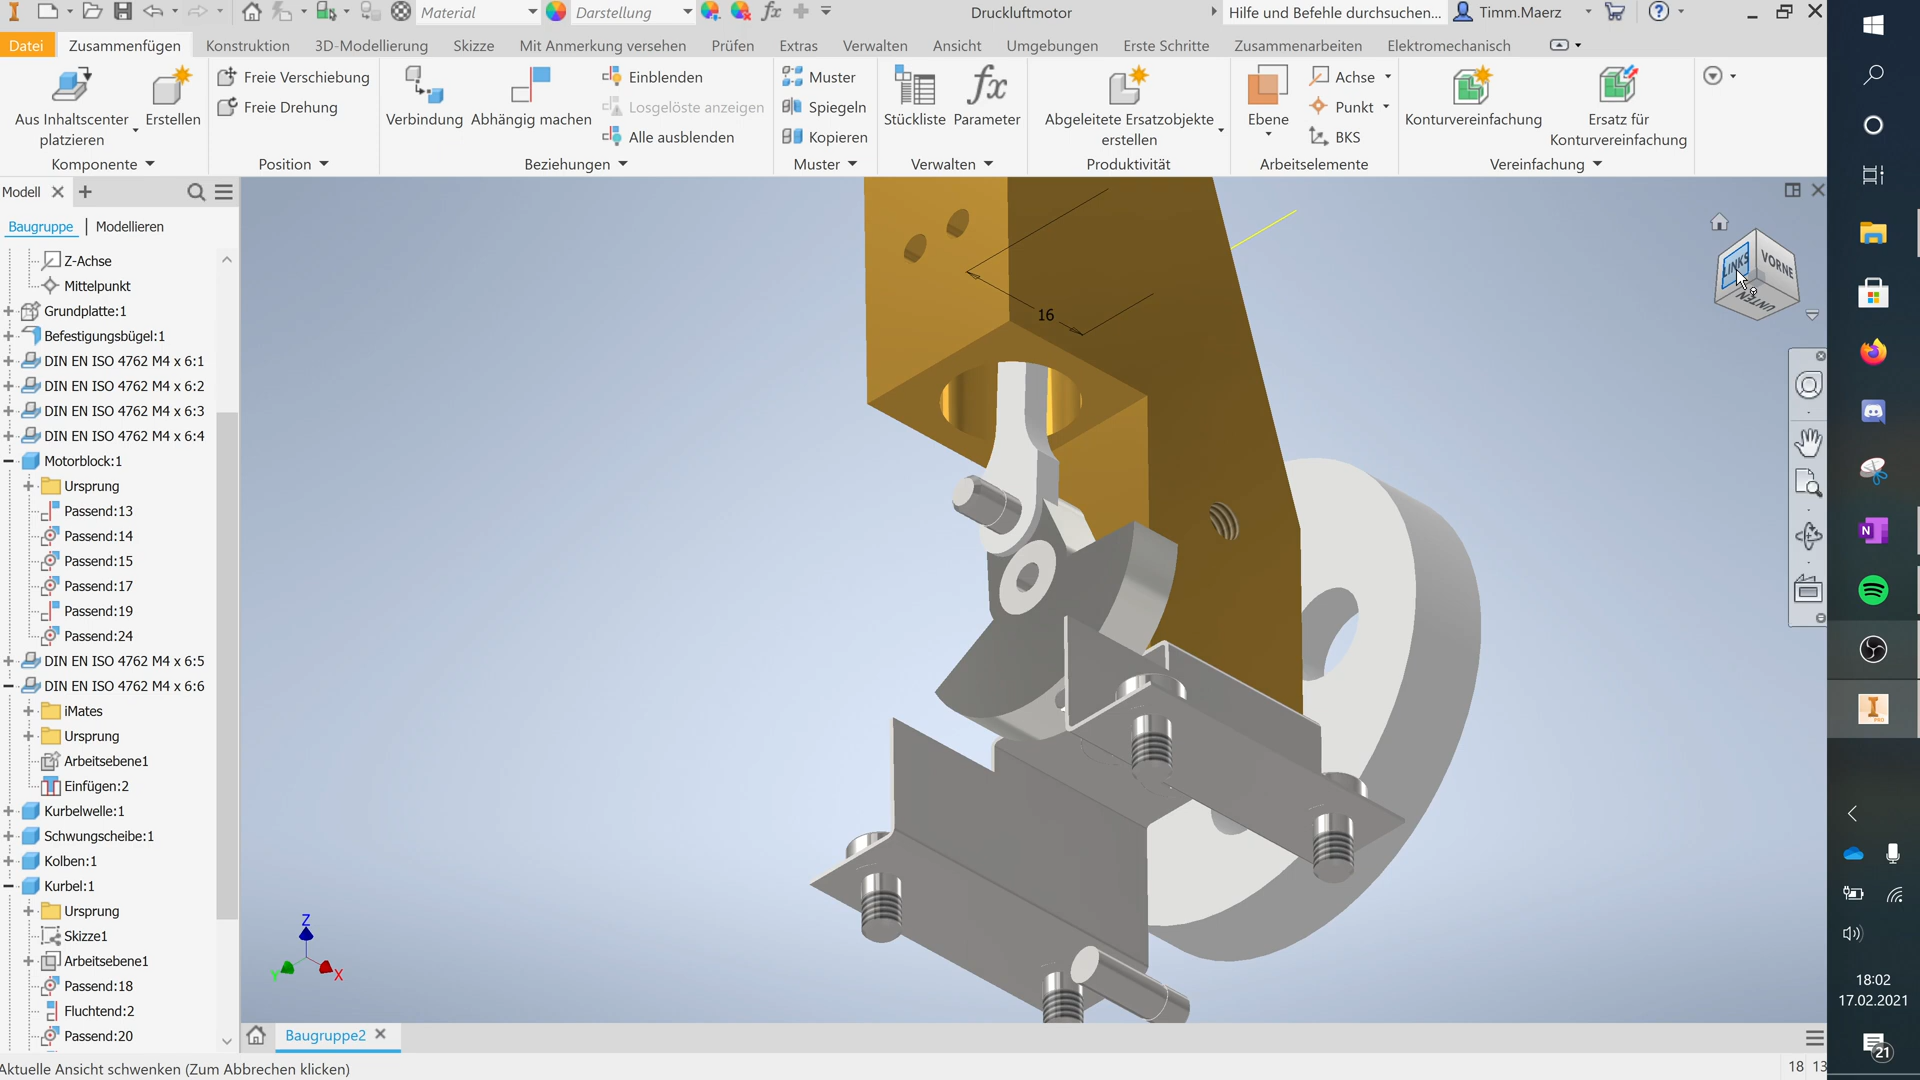 Material
Darstellung
Druckluftmotor
Hilfe und Befehle durchsuchen...
Timm.Maerz
Datei
Zusammenfügen
Konstruktion
3D-Modellierung
Skizze
Mit Anmerkung versehen
Prüfen
Extras
Verwalten
Ansicht
Umgebungen
Erste Schritte
Zusammenarbeiten
Elektromechanisch
Aus Inhaltscenter
platzieren
Erstellen
Freie Verschiebung
Freie Drehung
Verbindung
Abhängig machen
Einblenden
Losgelöste anzeigen
Alle ausblenden
Muster
Spiegeln
Kopieren
Stückliste
Parameter
Abgeleitete Ersatzobjekte
erstellen
Ebene
Achse
Punkt
BKS
Konturvereinfachung
Ersatz für
Konturvereinfachung
Komponente
Position
Beziehungen
Muster
Verwalten
Produktivität
Arbeitselemente
Vereinfachung
Modell
Baugruppe
Modellieren
Z-Achse
Mittelpunkt
Grundplatte:1
Befestigungsbügel:1
DIN EN ISO 4762 M4 x 6:1
DIN EN ISO 4762 M4 x 6:2
DIN EN ISO 4762 M4 x 6:3
DIN EN ISO 4762 M4 x 6:4
Motorblock:1
Ursprung
Passend:13
Passend:14
Passend:15
Passend:17
Passend:19
Passend:24
DIN EN ISO 4762 M4 x 6:5
DIN EN ISO 4762 M4 x 6:6
iMates
Ursprung
Arbeitsebene1
Einfügen:2
Kurbelwelle:1
Schwungscheibe:1
Kolben:1
Kurbel:1
Ursprung
Skizze1
Arbeitsebene1
Passend:18
Fluchtend:2
Passend:20
16
LINKS
VORNE
UNTEN
Z
Y
X
Baugruppe2
Aktuelle Ansicht schwenken (Zum Abbrechen klicken)
18 13
18:02
17.02.2021
21